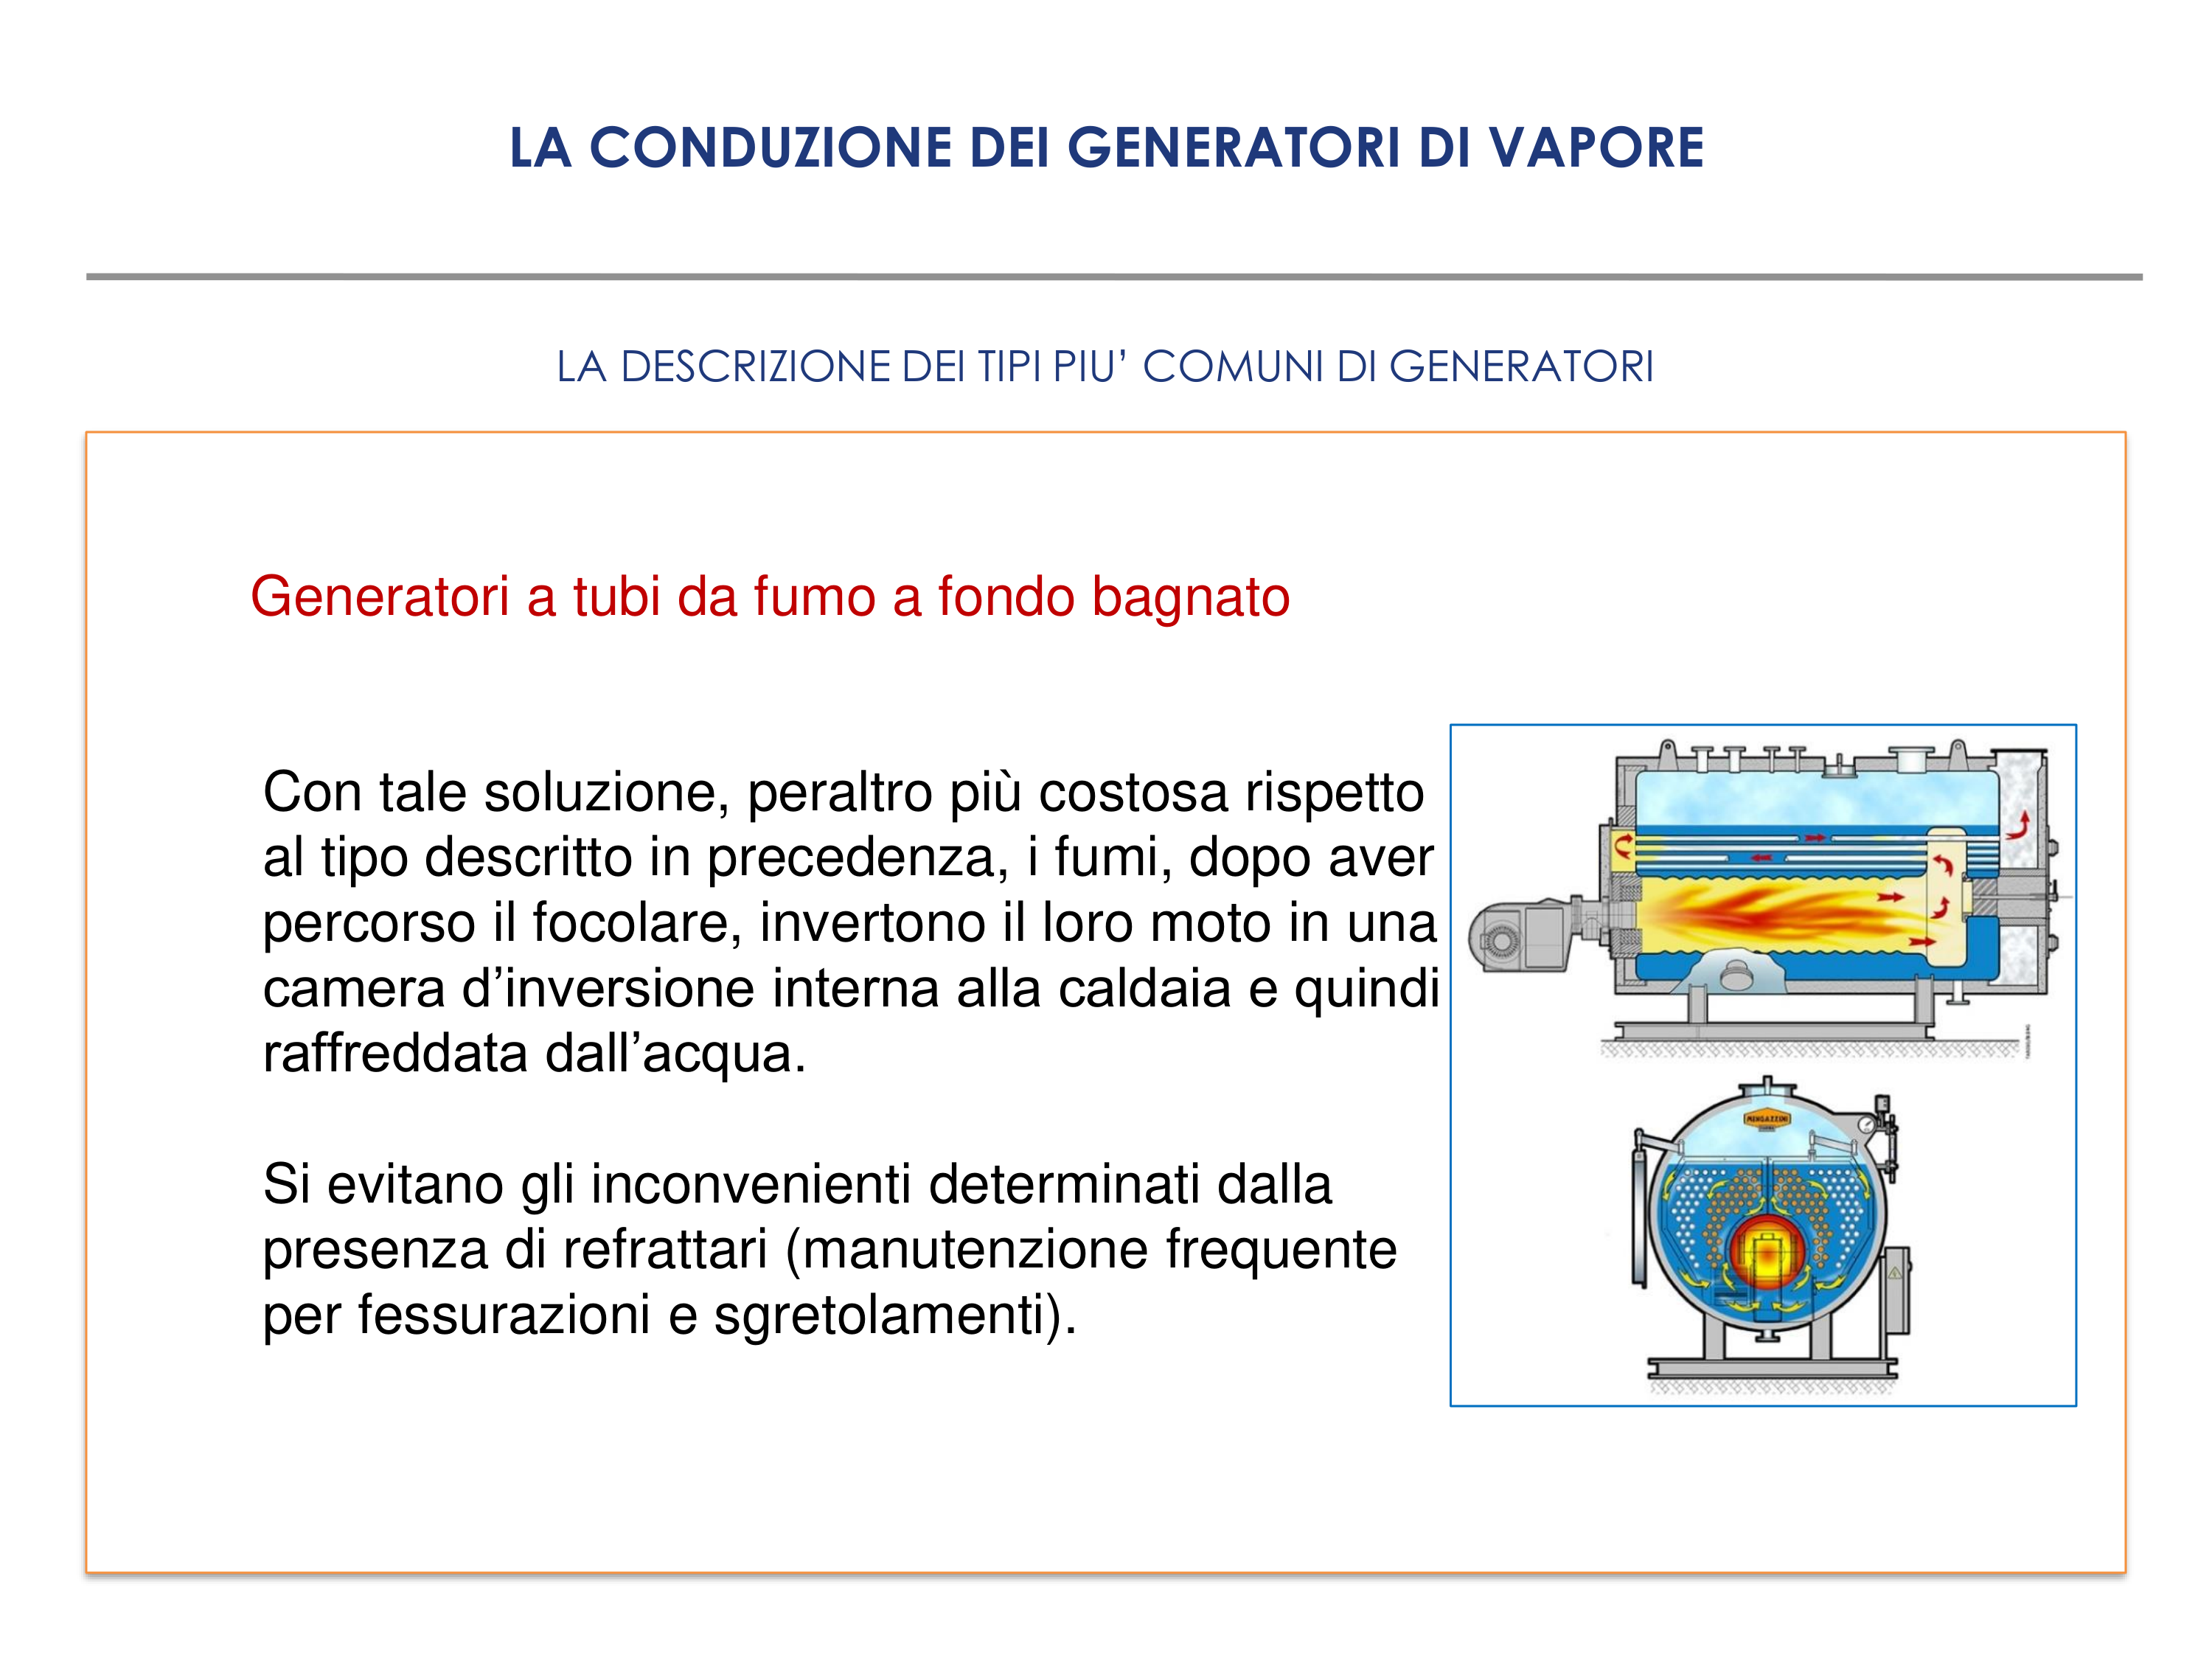 LA CONDUZIONE DEI GENERATORI DI VAPORE
LA DESCRIZIONE DEI TIPI PIU’ COMUNI DI GENERATORI
Generatori a tubi da fumo a fondo bagnato
Con tale soluzione, peraltro più costosa rispetto
al tipo descritto in precedenza, i fumi, dopo aver
percorso il focolare, invertono il loro moto in una
camera d’inversione interna alla caldaia e quindi
raffreddata dall’acqua.
Si evitano gli inconvenienti determinati dalla
presenza di refrattari (manutenzione frequente
per fessurazioni e sgretolamenti).
MINGAZZINI